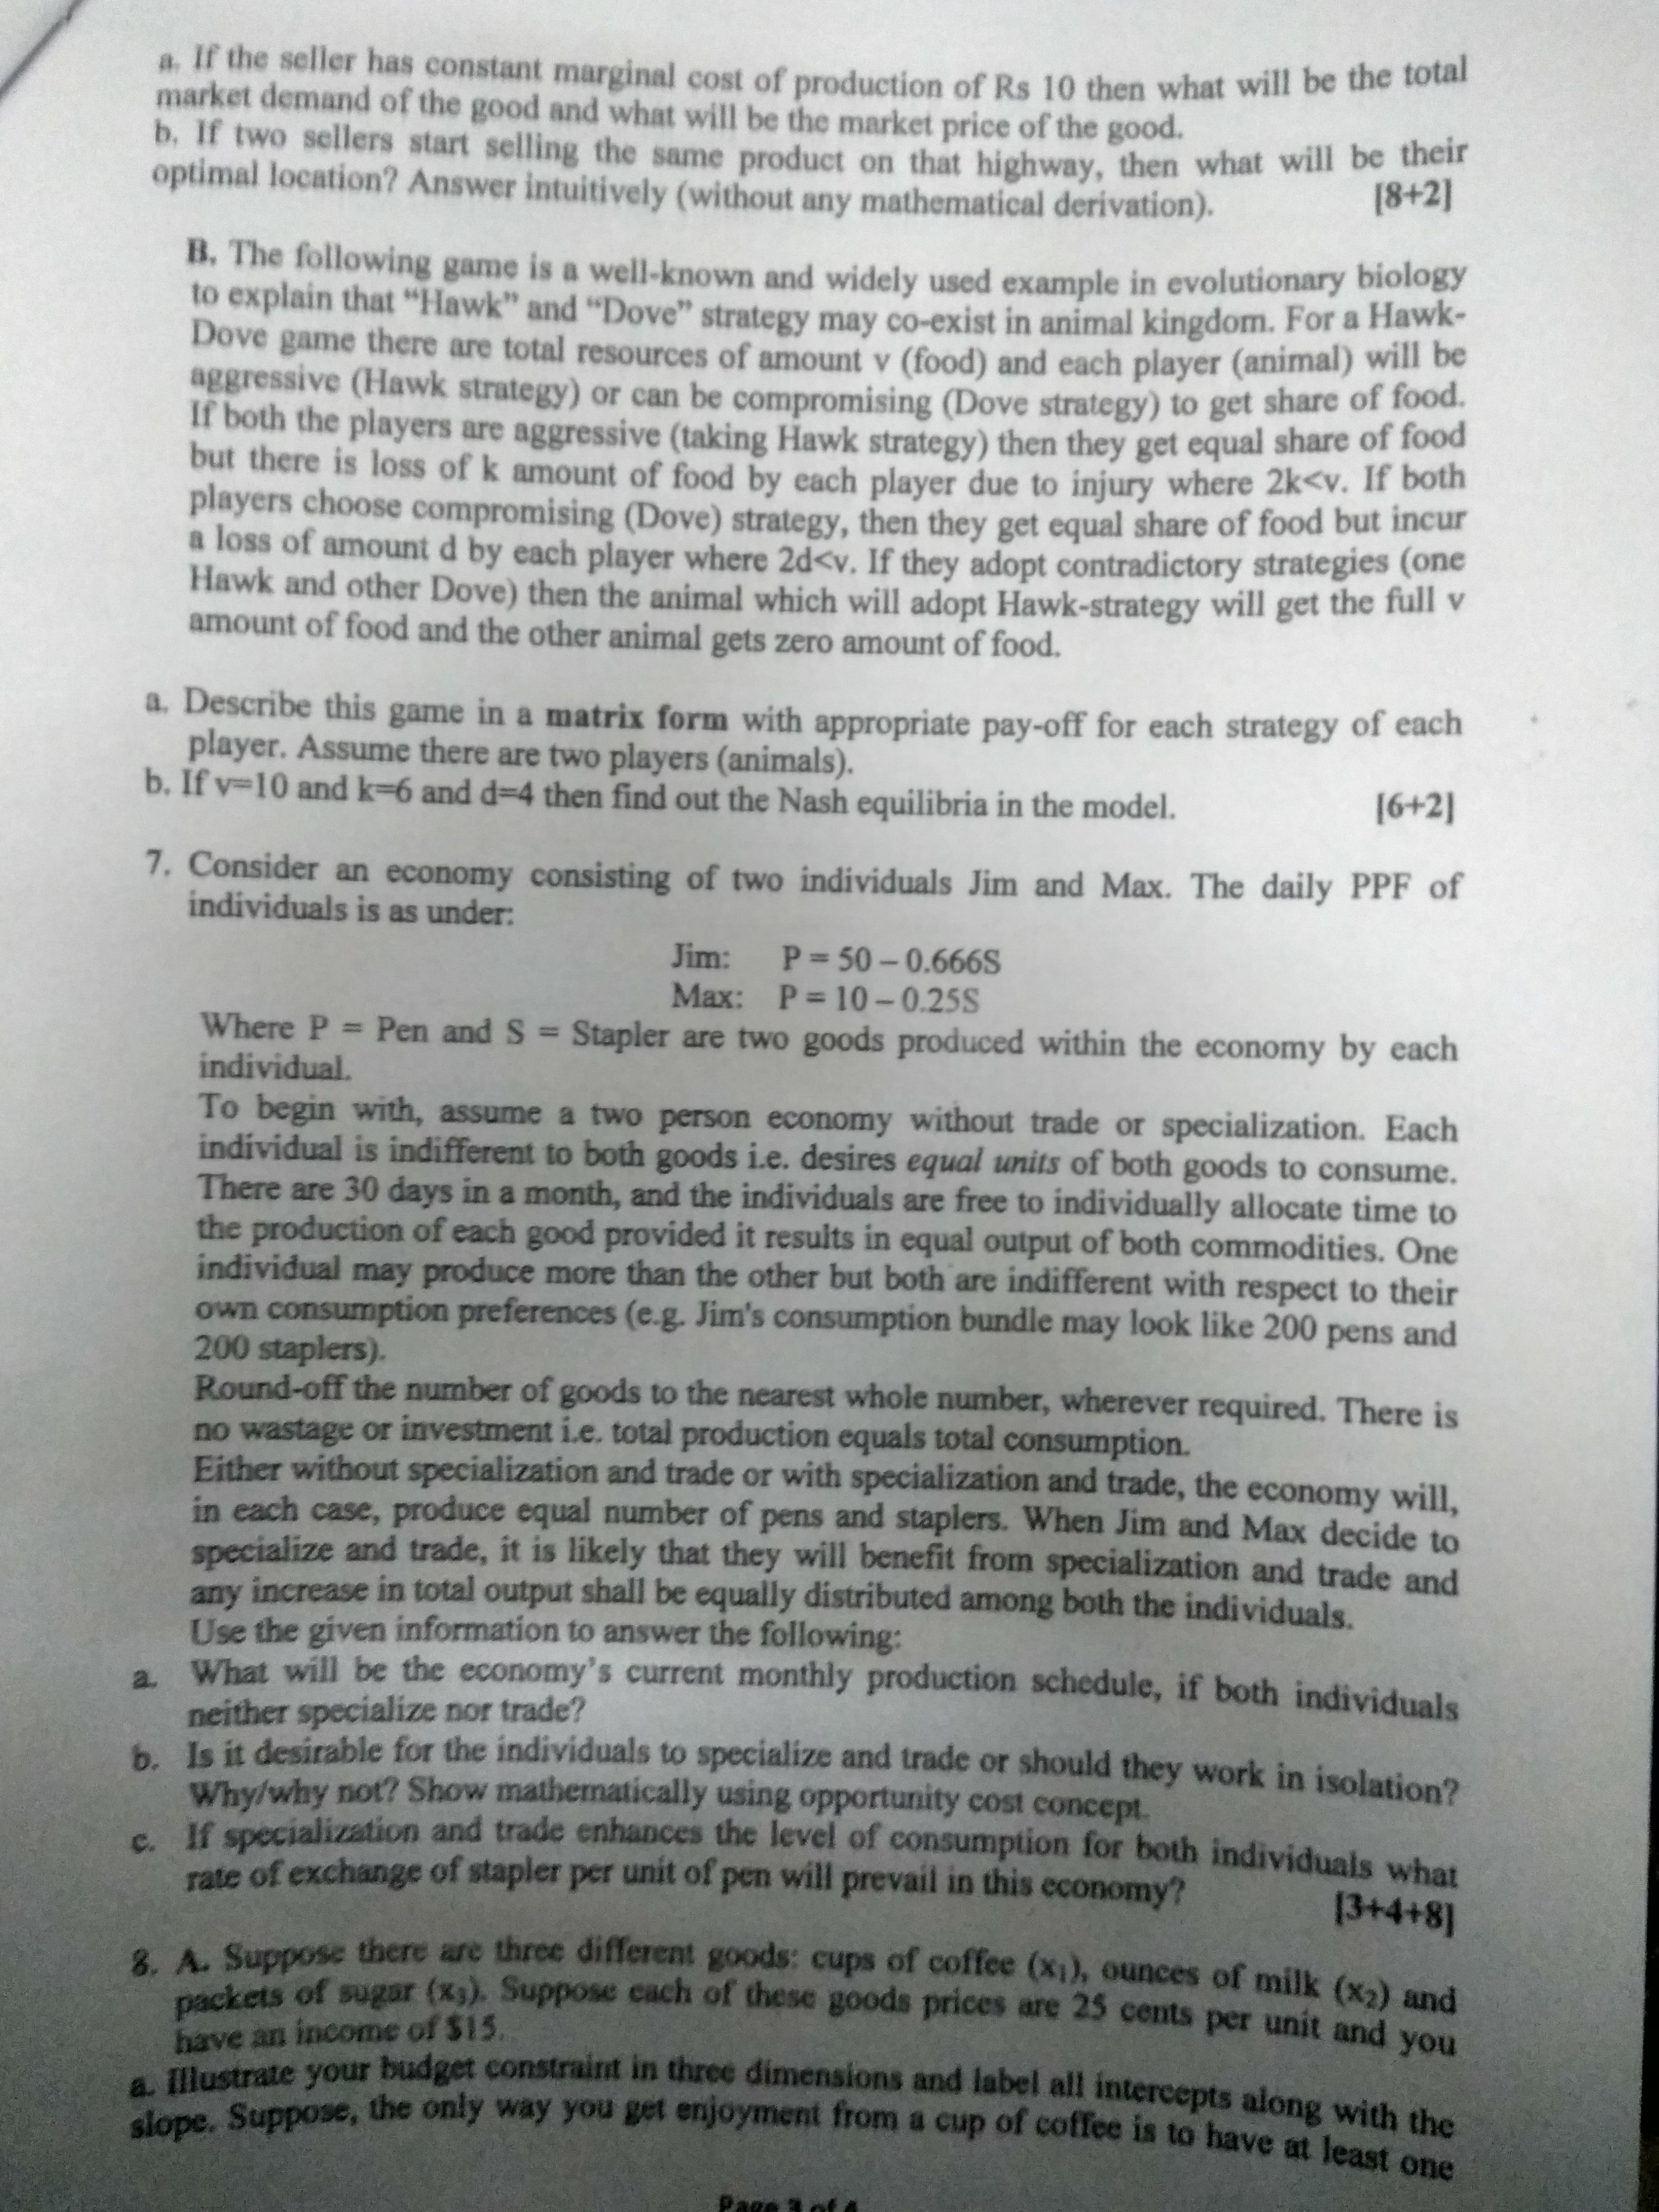 a. If the seller has constant marginal cost of production of Rs 10 then what will be the total
market demand of the good and what will be the market price of the good.
b. If two sellers start selling the same product on that highway, then what will be their
optimal location? Answer intuitively (without any mathematical derivation). [8+2]
B. The following game is a well-known and widely used example in evolutionary biology
to explain that "Hawk" and "Dove" strategy may co-exist in animal kingdom. For a Hawk-
Dove game there are total resources of amount v (food) and each player (animal) will be
aggressive (Hawk strategy) or can be compromising (Dove strategy) to get share of food.
If both the players are aggressive (taking Hawk strategy) then they get equal share of food
but there is loss of k amount of food by each player due to injury where 2k<v. If both
players choose compromising (Dove) strategy, then they get equal share of food but incur
a loss of amount d by each player where 2d<v. If they adopt contradictory strategies (one
Hawk and other Dove) then the animal which will adopt Hawk-strategy will get the full v
amount of food and the other animal gets zero amount of food.
a. Describe this game in a matrix form with appropriate pay-off for each strategy of each
player. Assume there are two players (animals).
b. If v=10 and k=6 and d=4 then find out the Nash equilibria in the model. [6+2]
7. Consider an economy consisting of two individuals Jim and Max. The daily PPF of
individuals is as under:
Jim: P = 50 – 0.666S
Max: P = 10 – 0.25S
Where P = Pen and S = Stapler are two goods produced within the economy by each
individual.
To begin with, assume a two person economy without trade or specialization. Each
individual is indifferent to both goods i.e. desires equal units of both goods to consume.
There are 30 days in a month, and the individuals are free to individually allocate time to
the production of each good provided it results in equal output of both commodities. One
individual may produce more than the other but both are indifferent with respect to their
own consumption preferences (e.g. Jim's consumption bundle may look like 200 pens and
200 staplers).
Round-off the number of goods to the nearest whole number, wherever required. There is
no wastage or investment i.e. total production equals total consumption.
Either without specialization and trade or with specialization and trade, the economy will,
in each case, produce equal number of pens and staplers. When Jim and Max decide to
specialize and trade, it is likely that they will benefit from specialization and trade and
any increase in total output shall be equally distributed among both the individuals.
Use the given information to answer the following:
a. What will be the economy's current monthly production schedule, if both individuals
neither specialize nor trade?
b. Is it desirable for the individuals to specialize and trade or should they work in isolation?
Why/why not? Show mathematically using opportunity cost concept.
c. If specialization and trade enhances the level of consumption for both individuals what
rate of exchange of stapler per unit of pen will prevail in this economy? [3+4+8]
8. A. Suppose there are three different goods: cups of coffee (x₁), ounces of milk (x₂) and
packets of sugar (x₃). Suppose each of these goods prices are 25 cents per unit and you
have an income of $15.
a. Illustrate your budget constraint in three dimensions and label all intercepts along with the
slope. Suppose, the only way you get enjoyment from a cup of coffee is to have at least one
Page 3 of 4